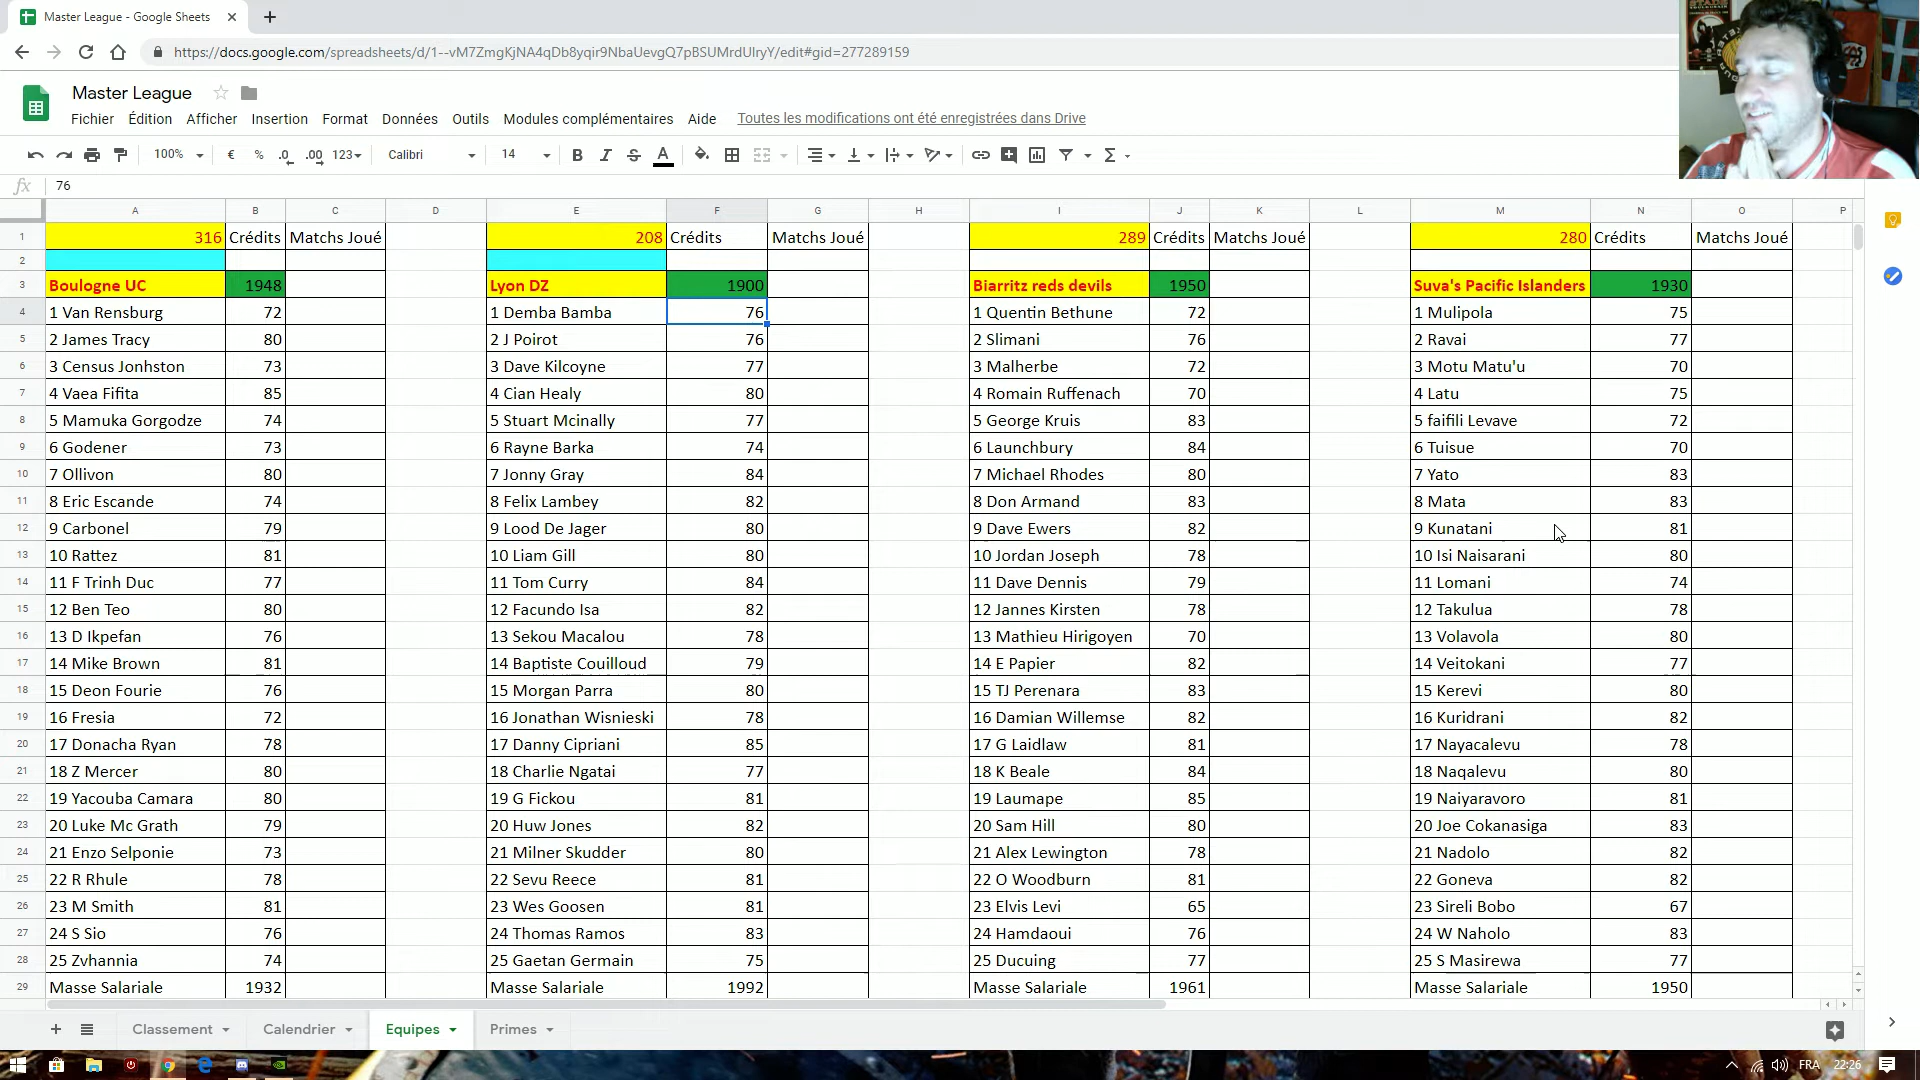 Master League - Google Sheets
https://docs.google.com/spreadsheets/d/1--vM7ZmgKjNA4qDb8yqir9NbaUevgQ7pBSUMrdUlryY/edit#gid=277289159
Master League
Fichier Édition Afficher Insertion Format Données Outils Modules complémentaires Aide Toutes les modifications ont été enregistrées dans Drive
100% € % .0 .00 123 Calibri 14 B I S A Σ
fx 76
A B C D E F G H I J K L M N O P
1 316 Crédits Matchs Joué 208 Crédits Matchs Joué 289 Crédits Matchs Joué 280 Crédits Matchs Joué
2
3 Boulogne UC 1948 Lyon DZ 1900 Biarritz reds devils 1950 Suva's Pacific Islanders 1930
4 1 Van Rensburg 72 1 Demba Bamba 76 1 Quentin Bethune 72 1 Mulipola 75
5 2 James Tracy 80 2 J Poirot 76 2 Slimani 76 2 Ravai 77
6 3 Census Jonhston 73 3 Dave Kilcoyne 77 3 Malherbe 72 3 Motu Matu'u 70
7 4 Vaea Fifita 85 4 Cian Healy 80 4 Romain Ruffenach 70 4 Latu 75
8 5 Mamuka Gorgodze 74 5 Stuart Mcinally 77 5 George Kruis 83 5 faifili Levave 72
9 6 Godener 73 6 Rayne Barka 74 6 Launchbury 84 6 Tuisue 70
10 7 Ollivon 80 7 Jonny Gray 84 7 Michael Rhodes 80 7 Yato 83
11 8 Eric Escande 74 8 Felix Lambey 82 8 Don Armand 83 8 Mata 83
12 9 Carbonel 79 9 Lood De Jager 80 9 Dave Ewers 82 9 Kunatani 81
13 10 Rattez 81 10 Liam Gill 80 10 Jordan Joseph 78 10 Isi Naisarani 80
14 11 F Trinh Duc 77 11 Tom Curry 84 11 Dave Dennis 79 11 Lomani 74
15 12 Ben Teo 80 12 Facundo Isa 82 12 Jannes Kirsten 78 12 Takulua 78
16 13 D Ikpefan 76 13 Sekou Macalou 78 13 Mathieu Hirigoyen 70 13 Volavola 80
17 14 Mike Brown 81 14 Baptiste Couilloud 79 14 E Papier 82 14 Veitokani 77
18 15 Deon Fourie 76 15 Morgan Parra 80 15 TJ Perenara 83 15 Kerevi 80
19 16 Fresia 72 16 Jonathan Wisnieski 78 16 Damian Willemse 82 16 Kuridrani 82
20 17 Donacha Ryan 78 17 Danny Cipriani 85 17 G Laidlaw 81 17 Nayacalevu 78
21 18 Z Mercer 80 18 Charlie Ngatai 77 18 K Beale 84 18 Naqalevu 80
22 19 Yacouba Camara 80 19 G Fickou 81 19 Laumape 85 19 Naiyaravoro 81
23 20 Luke Mc Grath 79 20 Huw Jones 82 20 Sam Hill 80 20 Joe Cokanasiga 83
24 21 Enzo Selponie 73 21 Milner Skudder 80 21 Alex Lewington 78 21 Nadolo 82
25 22 R Rhule 78 22 Sevu Reece 81 22 O Woodburn 81 22 Goneva 82
26 23 M Smith 81 23 Wes Goosen 81 23 Elvis Levi 65 23 Sireli Bobo 67
27 24 S Sio 76 24 Thomas Ramos 83 24 Hamdaoui 76 24 W Naholo 83
28 25 Zvhannia 74 25 Gaetan Germain 75 25 Ducuing 77 25 S Masirewa 77
29 Masse Salariale 1932 Masse Salariale 1992 Masse Salariale 1961 Masse Salariale 1950
Classement Calendrier Equipes Primes
FRA 22:26